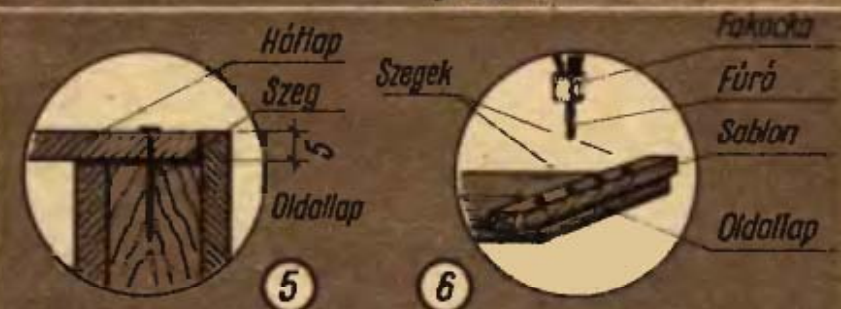 Hátlap
Szeg
5
Oldallap
5
Szegek
Fakocka
Fúró
Sablon
Oldallap
6